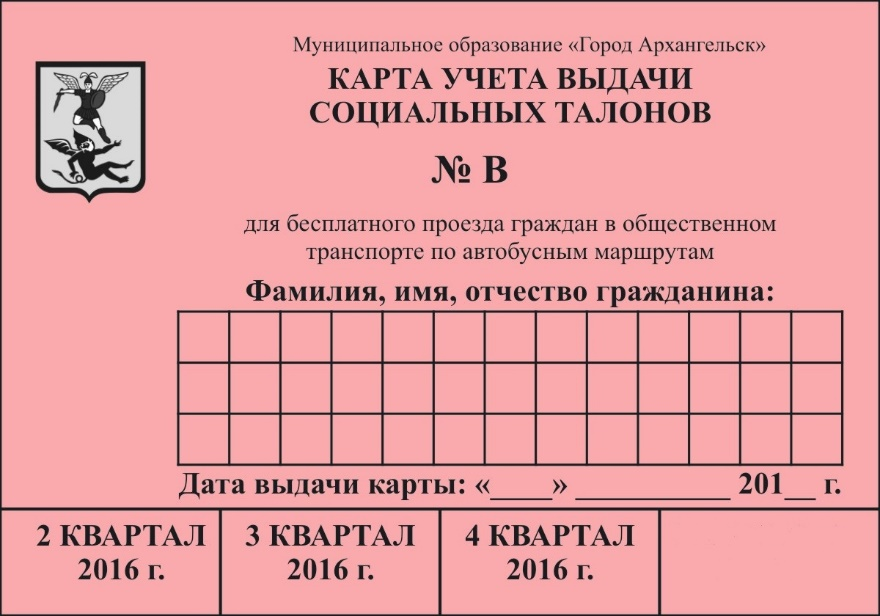 Муниципальное образование «Город Архангельск»
КАРТА УЧЕТА ВЫДАЧИ
СОЦИАЛЬНЫХ ТАЛОНОВ
№ В
для бесплатного проезда граждан в общественном
транспорте по автобусным маршрутам
Фамилия, имя, отчество гражданина:
Дата выдачи карты: «____» __________ 201__ г.
2 КВАРТАЛ
2016 г.
3 КВАРТАЛ
2016 г.
4 КВАРТАЛ
2016 г.